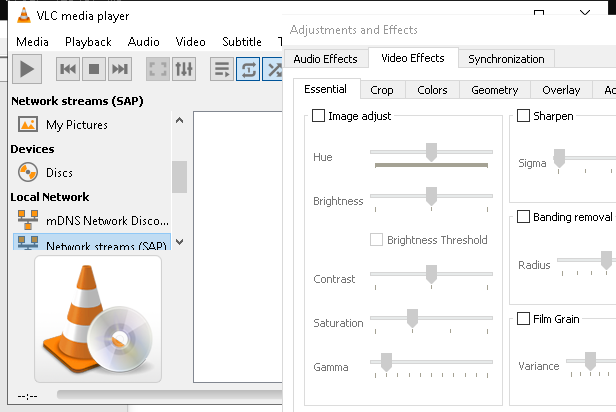 VLC media player
Media Playback Audio Video Subtitle T
Network streams (SAP)
My Pictures
Devices
Discs
Local Network
mDNS Network Disco...
Network streams (SAP)
--:--
Adjustments and Effects
Audio Effects Video Effects Synchronization
Essential Crop Colors Geometry Overlay Ac
Image adjust
Hue
Brightness
Brightness Threshold
Contrast
Saturation
Gamma
Sharpen
Sigma
Banding removal
Radius
Film Grain
Variance